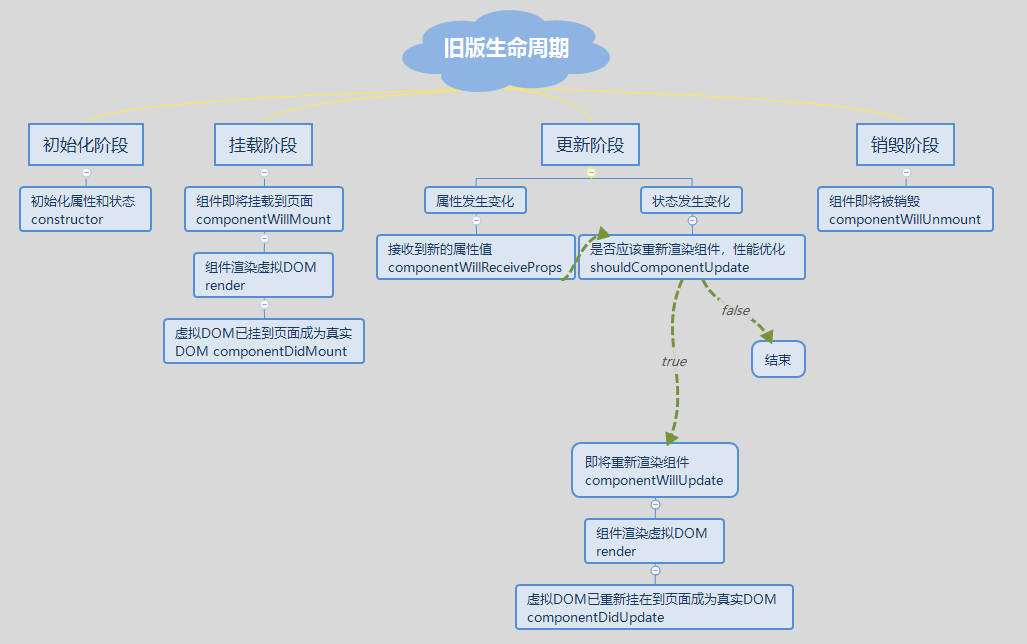 旧版生命周期
初始化阶段
初始化属性和状态
constructor
挂载阶段
组件即将挂载到页面
componentWillMount
组件渲染虚拟DOM
render
虚拟DOM已挂到页面成为真实
DOM componentDidMount
更新阶段
属性发生变化
接收到新的属性值
componentWillReceiveProps
状态发生变化
是否应该重新渲染组件，性能优化
shouldComponentUpdate
false
结束
true
即将重新渲染组件
componentWillUpdate
组件渲染虚拟DOM
render
虚拟DOM已重新挂在到页面成为真实DOM
componentDidUpdate
销毁阶段
组件即将被销毁
componentWillUnmount